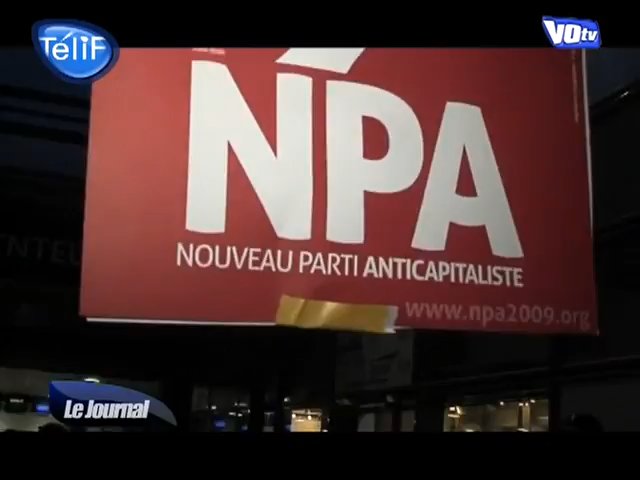 TéliF
VOtv
NPA
NOUVEAU PARTI ANTICAPITALISTE
www.npa2009.org
Le Journal